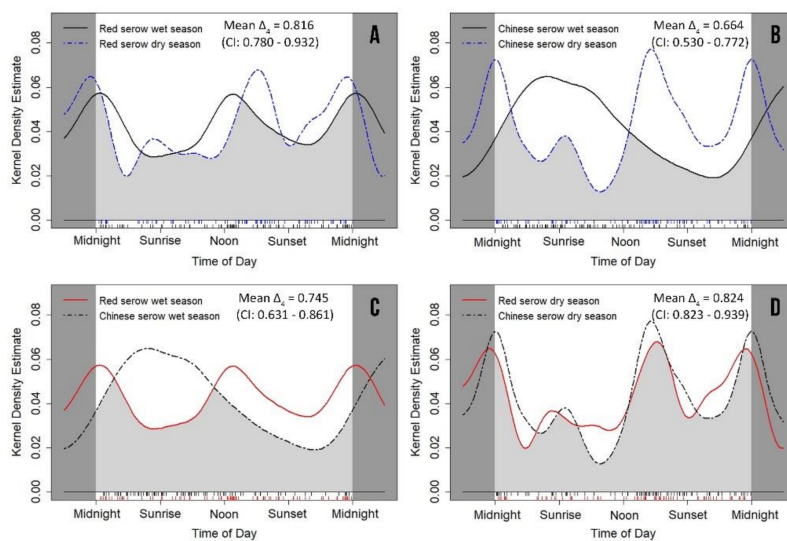 Red serow wet season
Red serow dry season
Mean Δ4 = 0.816
(CI: 0.780 - 0.932)
A
Kernel Density Estimate
0.00 0.02 0.04 0.06 0.08
Midnight Sunrise Noon Sunset Midnight
Time of Day
Chinese serow wet season
Chinese serow dry season
Mean Δ4 = 0.664
(CI: 0.530 - 0.772)
B
Kernel Density Estimate
0.00 0.02 0.04 0.06 0.08
Midnight Sunrise Noon Sunset Midnight
Time of Day
Red serow wet season
Chinese serow wet season
Mean Δ4 = 0.745
(CI: 0.631 - 0.861)
C
Kernel Density Estimate
0.00 0.02 0.04 0.06 0.08
Midnight Sunrise Noon Sunset Midnight
Time of Day
Red serow dry season
Chinese serow dry season
Mean Δ4 = 0.824
(CI: 0.823 - 0.939)
D
Kernel Density Estimate
0.00 0.02 0.04 0.06 0.08
Midnight Sunrise Noon Sunset Midnight
Time of Day